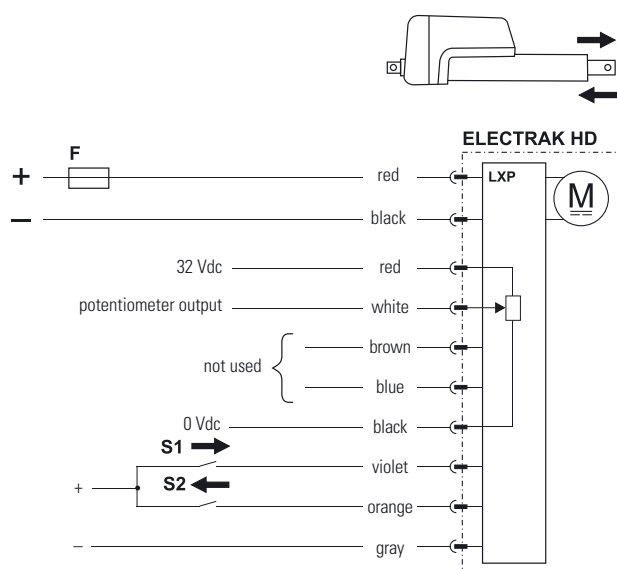 ELECTRAK HD
F
+ red LXP
M
− black
32 Vdc red
potentiometer output white
brown
not used
blue
0 Vdc black
S1
violet
S2
+
orange
− gray